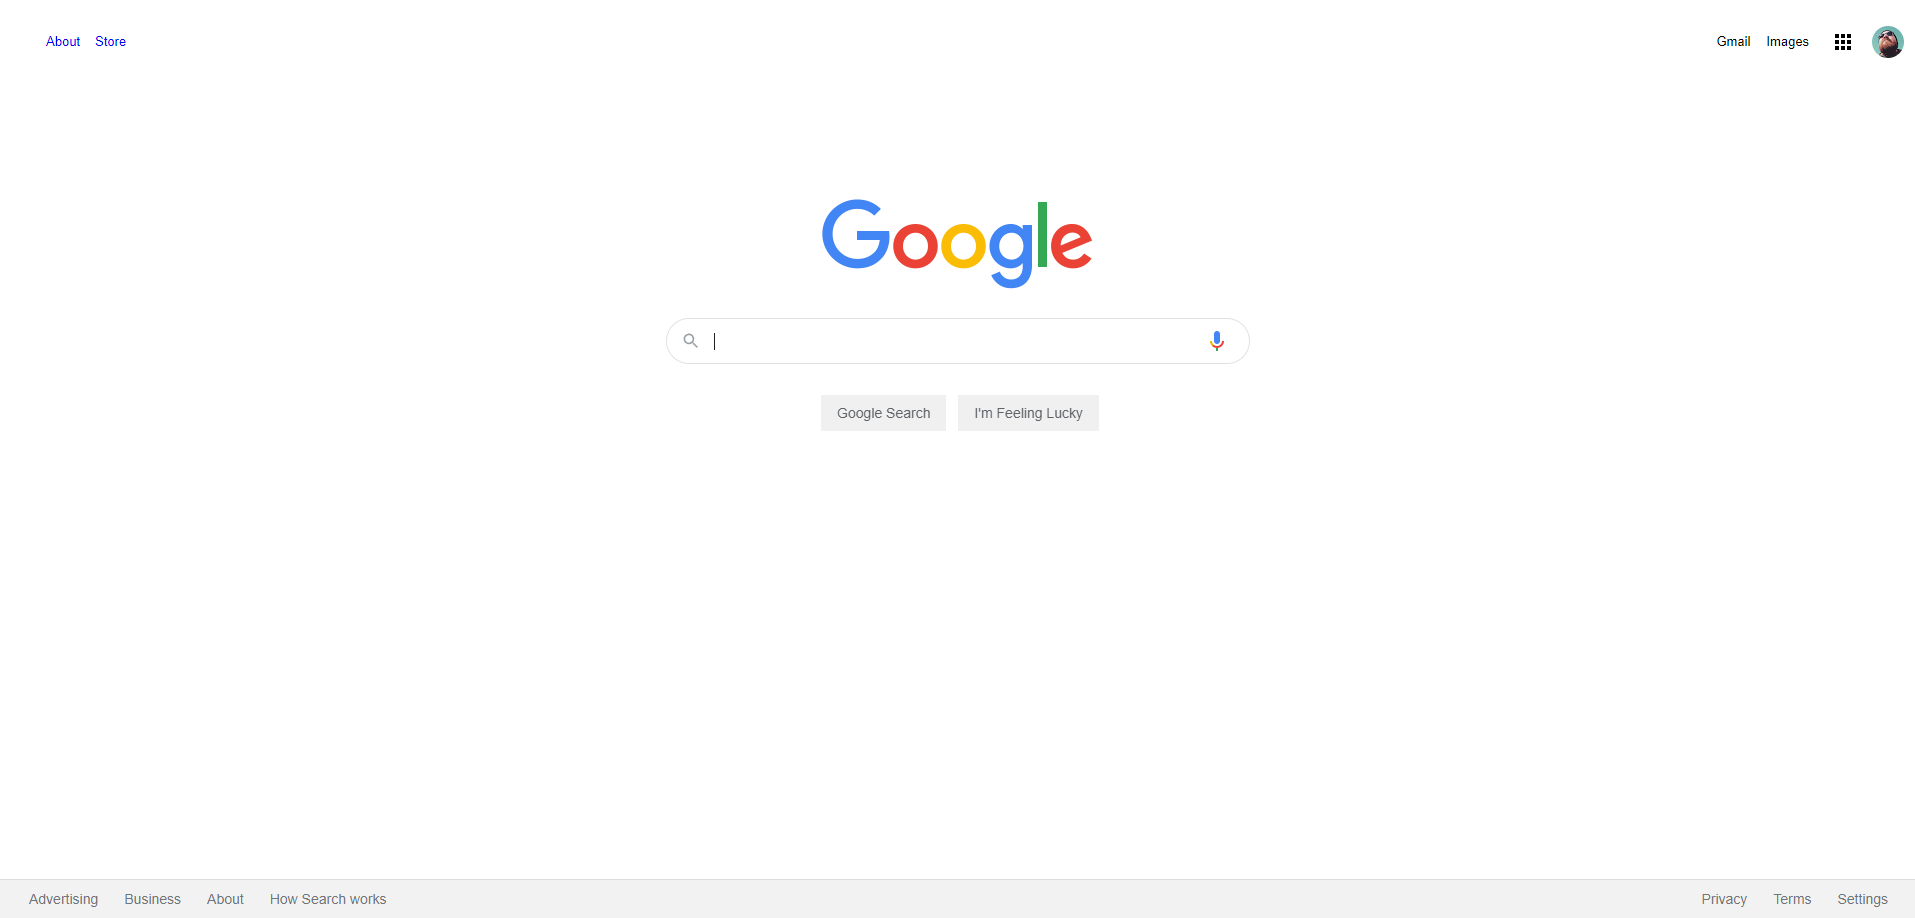 About Store Gmail Images
Google
Google Search I'm Feeling Lucky
Advertising Business About How Search works Privacy Terms Settings